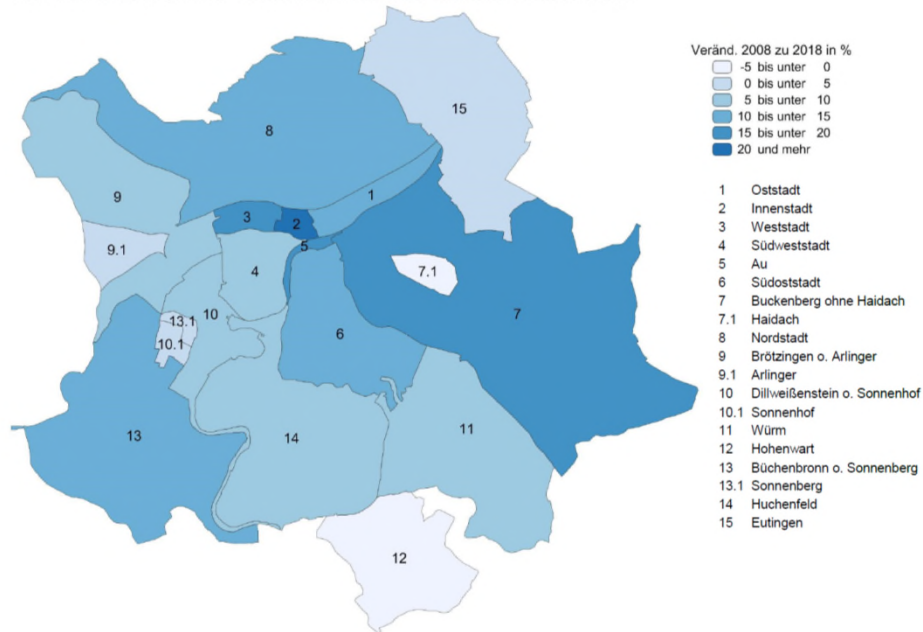 Veränd. 2008 zu 2018 in %
-5 bis unter 0
0 bis unter 5
5 bis unter 10
10 bis unter 15
15 bis unter 20
20 und mehr
1 Oststadt
2 Innenstadt
3 Weststadt
4 Südweststadt
5 Au
6 Südoststadt
7 Buckenberg ohne Haidach
7.1 Haidach
8 Nordstadt
9 Brötzingen o. Arlinger
9.1 Arlinger
10 Dillweißenstein o. Sonnenhof
10.1 Sonnenhof
11 Würm
12 Hohenwart
13 Büchenbronn o. Sonnenberg
13.1 Sonnenberg
14 Huchenfeld
15 Eutingen
15
8
1
9
3
2
5
9.1
4
7.1
10
7
13.1
6
10.1
13
14
11
12